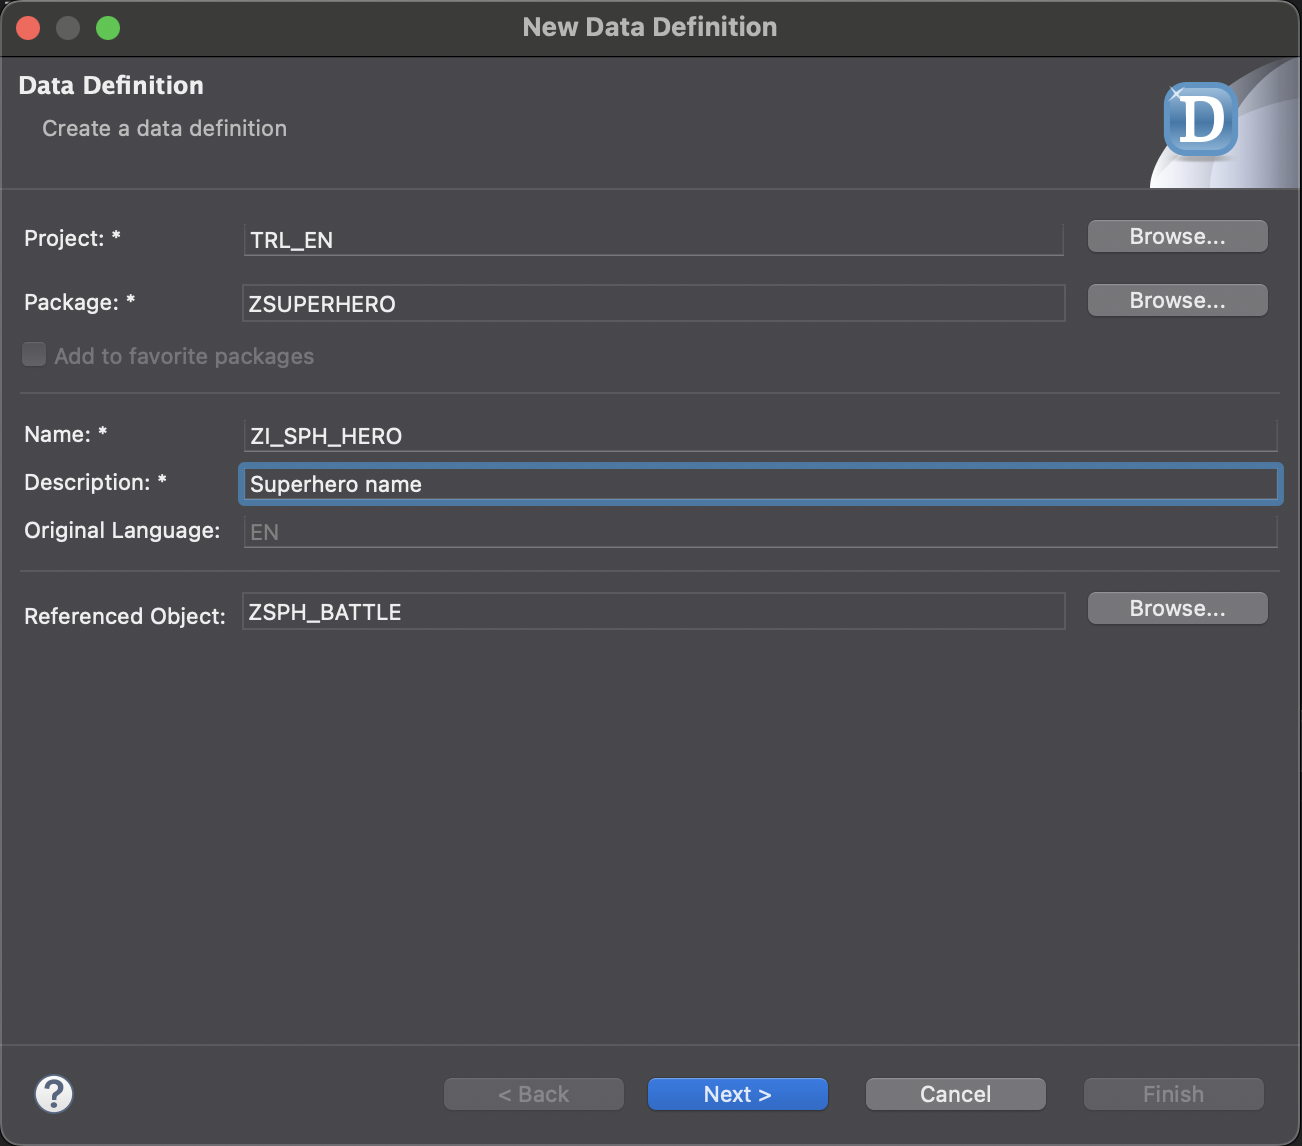 New Data Definition
Data Definition
Create a data definition
D
Project: * TRL_EN Browse...
Package: * ZSUPERHERO Browse...
Add to favorite packages
Name: * ZI_SPH_HERO
Description: * Superhero name
Original Language: EN
Referenced Object: ZSPH_BATTLE Browse...
? < Back Next > Cancel Finish